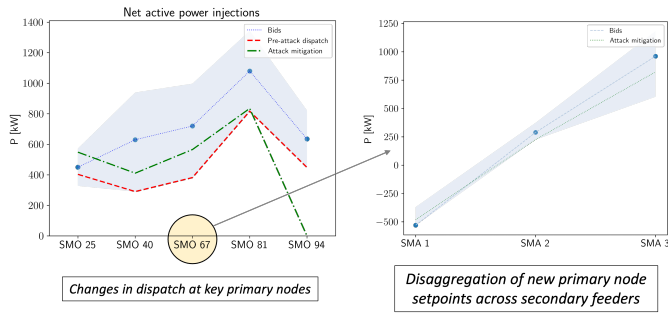 Net active power injections
Bids
Pre-attack dispatch
Attack mitigation
P [kW]
1400
1200
1000
800
600
400
200
0
SMO 25 SMO 40 SMO 67 SMO 81 SMO 94
Changes in dispatch at key primary nodes
Bids
Attack mitigation
P [kW]
1250
1000
750
500
250
0
−250
−500
SMA 1 SMA 2 SMA 3
Disaggregation of new primary node
setpoints across secondary feeders